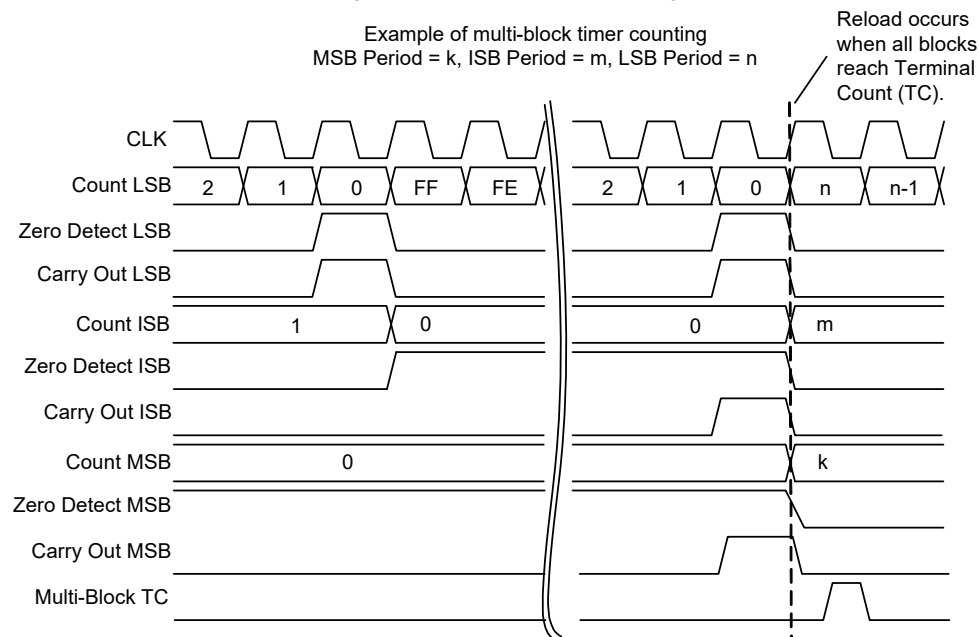 Example of multi-block timer counting
MSB Period = k, ISB Period = m, LSB Period = n
Reload occurs
when all blocks
reach Terminal
Count (TC).
CLK
Count LSB 2 1 0 FF FE 2 1 0 n n-1
Zero Detect LSB
Carry Out LSB
Count ISB 1 0 0 m
Zero Detect ISB
Carry Out ISB
Count MSB 0 k
Zero Detect MSB
Carry Out MSB
Multi-Block TC